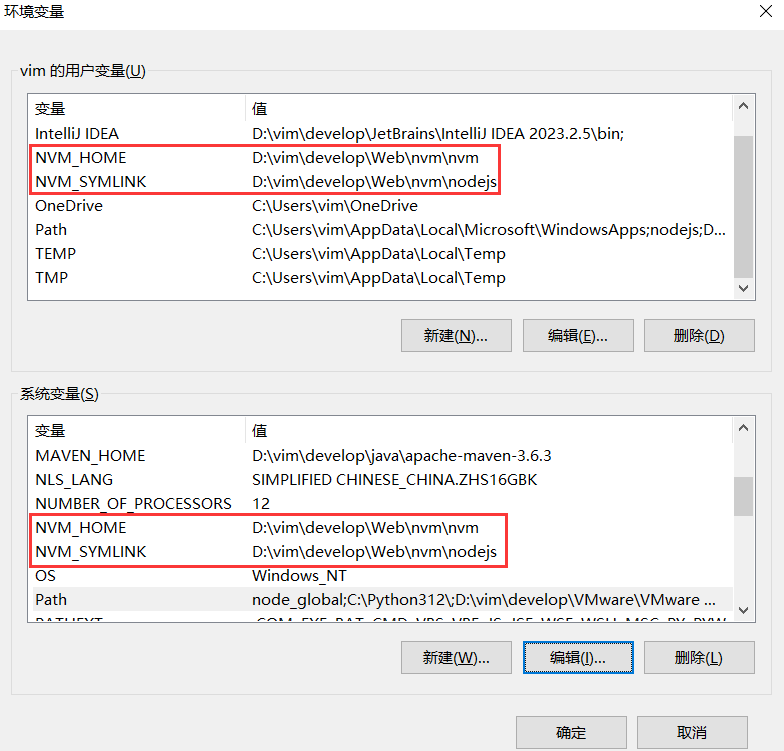 环境变量
vim 的用户变量(U)
变量 值
IntelliJ IDEA D:\vim\develop\JetBrains\IntelliJ IDEA 2023.2.5\bin;
NVM_HOME D:\vim\develop\Web\nvm\nvm
NVM_SYMLINK D:\vim\develop\Web\nvm\nodejs
OneDrive C:\Users\vim\OneDrive
Path C:\Users\vim\AppData\Local\Microsoft\WindowsApps;nodejs;D...
TEMP C:\Users\vim\AppData\Local\Temp
TMP C:\Users\vim\AppData\Local\Temp
新建(N)... 编辑(E)... 删除(D)
系统变量(S)
变量 值
MAVEN_HOME D:\vim\develop\java\apache-maven-3.6.3
NLS_LANG SIMPLIFIED CHINESE_CHINA.ZHS16GBK
NUMBER_OF_PROCESSORS 12
NVM_HOME D:\vim\develop\Web\nvm\nvm
NVM_SYMLINK D:\vim\develop\Web\nvm\nodejs
OS Windows_NT
Path node_global;C:\Python312\;D:\vim\develop\VMware\VMware ...
新建(W)... 编辑(I)... 删除(L)
确定 取消